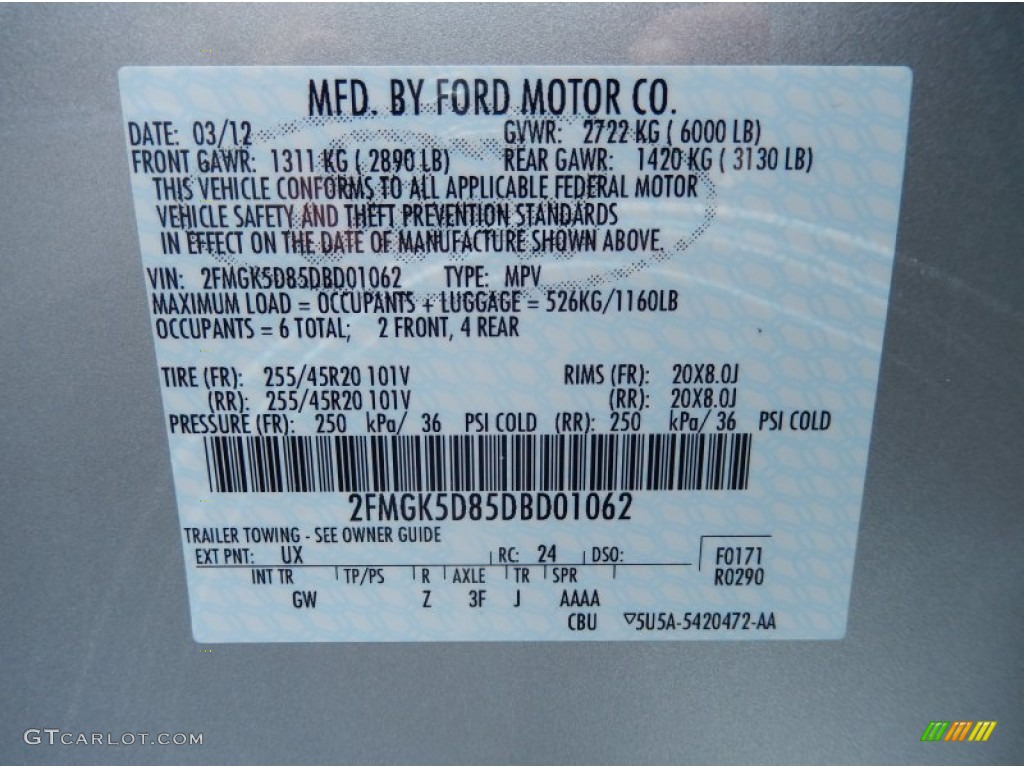 MFD. BY FORD MOTOR CO.
DATE: 03/12 GVWR: 2722 KG ( 6000 LB)
FRONT GAWR: 1311 KG ( 2890 LB) REAR GAWR: 1420 KG ( 3130 LB)
THIS VEHICLE CONFORMS TO ALL APPLICABLE FEDERAL MOTOR
VEHICLE SAFETY AND THEFT PREVENTION STANDARDS
IN EFFECT ON THE DATE OF MANUFACTURE SHOWN ABOVE.
VIN: 2FMGK5D85DBD01062 TYPE: MPV
MAXIMUM LOAD = OCCUPANTS + LUGGAGE = 526KG/1160LB
OCCUPANTS = 6 TOTAL; 2 FRONT, 4 REAR
TIRE (FR): 255/45R20 101V RIMS (FR): 20X8.0J
(RR): 255/45R20 101V (RR): 20X8.0J
PRESSURE (FR): 250 kPa/ 36 PSI COLD (RR): 250 kPa/ 36 PSI COLD
2FMGK5D85DBD01062
TRAILER TOWING - SEE OWNER GUIDE
EXT PNT: UX RC: 24 DSO: F0171
INT TR TP/PS R AXLE TR SPR R0290
GW Z 3F J AAAA
CBU ▽5U5A-5420472-AA
GTCARLOT.COM